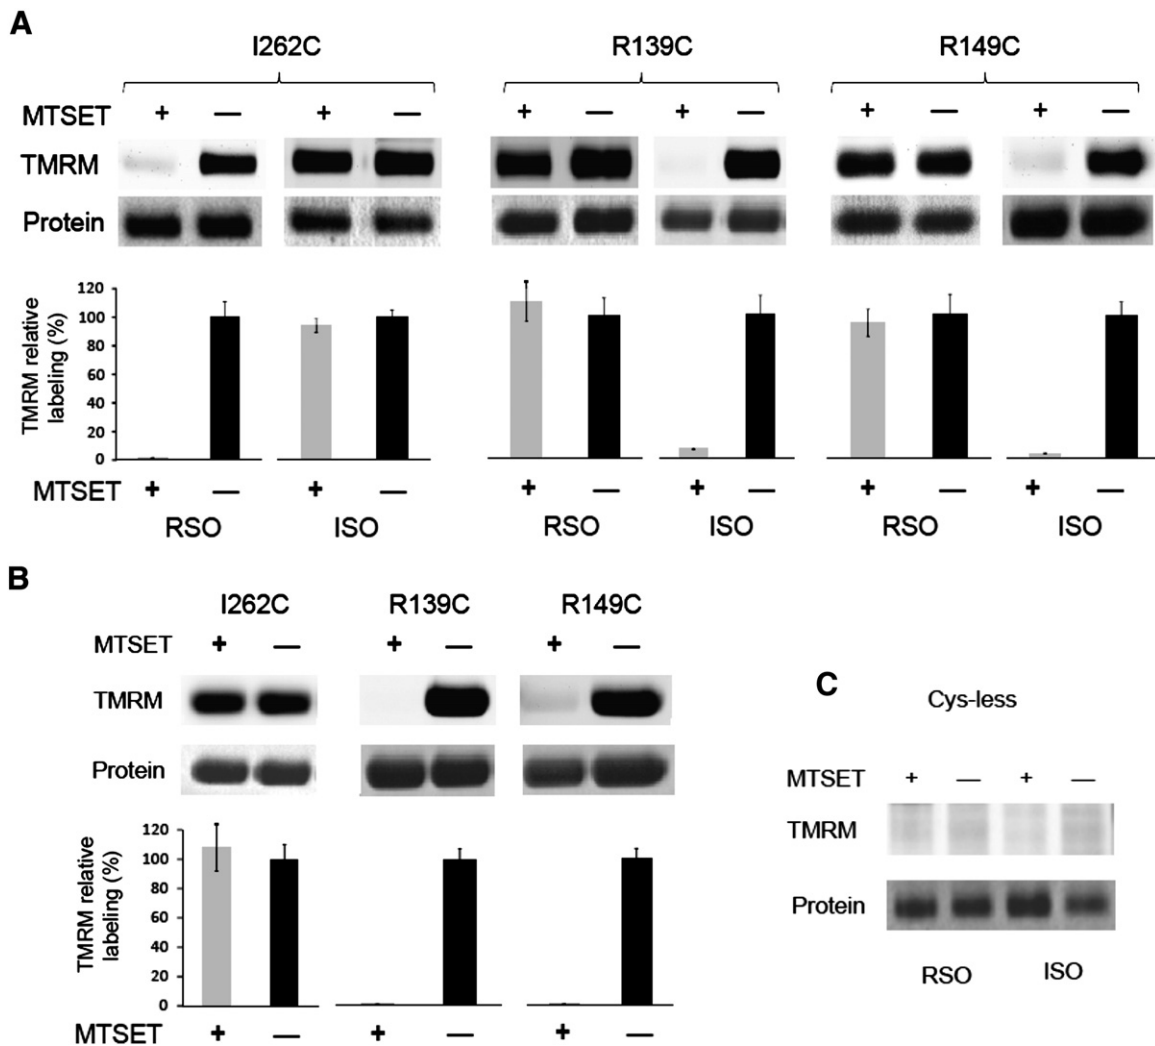 A
I262C R139C R149C
MTSET + — + — + — + — + — + —
TMRM
Protein
TMRM relative labeling (%)
120
100
80
60
40
20
0
MTSET + — + — + — + — + — + —
RSO ISO RSO ISO RSO ISO
B
I262C R139C R149C
MTSET + — + — + —
TMRM
Protein
TMRM relative labeling (%)
120
100
80
60
40
20
0
MTSET + — + — + —
C
Cys-less
MTSET + — + —
TMRM
Protein
RSO ISO